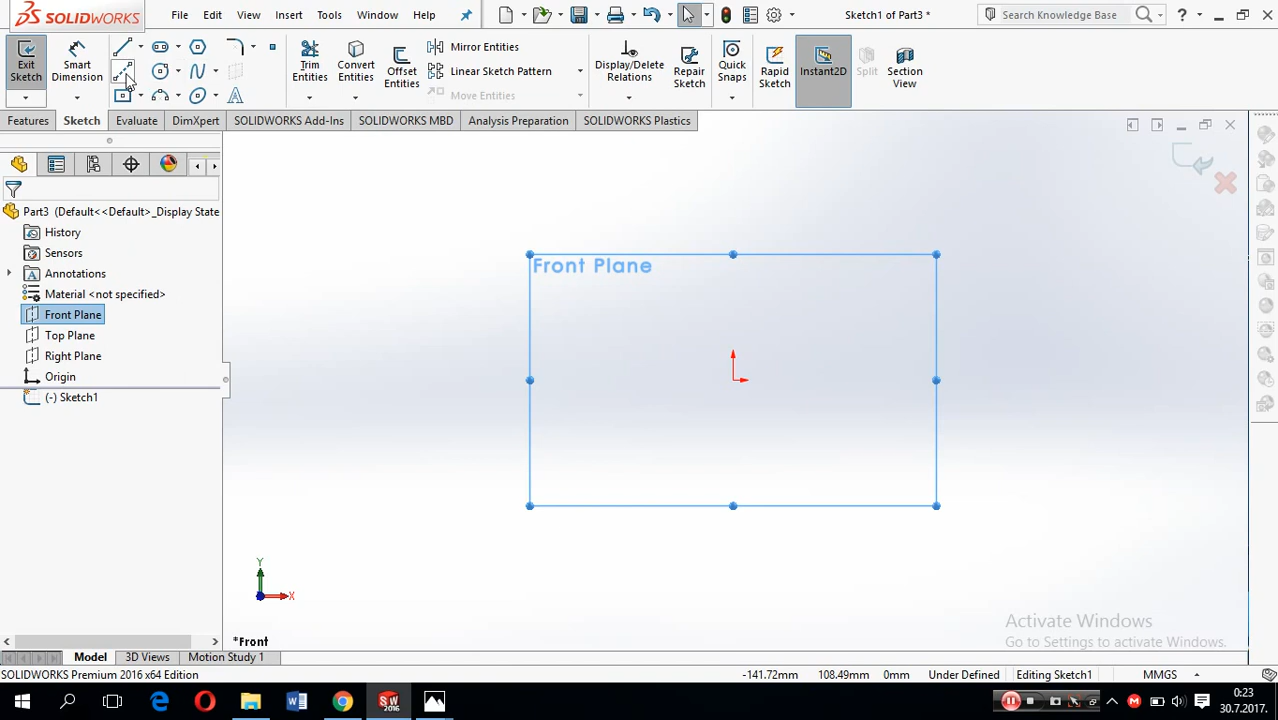 SOLIDWORKS File Edit View Insert Tools Window Help Sketch1 of Part3 * Search Knowledge Base ?
Exit Sketch
Smart Dimension
Trim Entities
Convert Entities
Offset Entities
Mirror Entities
Linear Sketch Pattern
Move Entities
Display/Delete Relations
Repair Sketch
Quick Snaps
Rapid Sketch
Instant2D
Split
Section View
Features Sketch Evaluate DimXpert SOLIDWORKS Add-Ins SOLIDWORKS MBD Analysis Preparation SOLIDWORKS Plastics
Part3 (Default<<Default>_Display State
History
Sensors
Annotations
Material <not specified>
Front Plane
Top Plane
Right Plane
Origin
(-) Sketch1
Front Plane
Y
X
*Front
Activate Windows
Go to Settings to activate Windows.
Model 3D Views Motion Study 1
SOLIDWORKS Premium 2016 x64 Edition -141.72mm 108.49mm 0mm Under Defined Editing Sketch1 MMGS
0:23
30.7.2017.